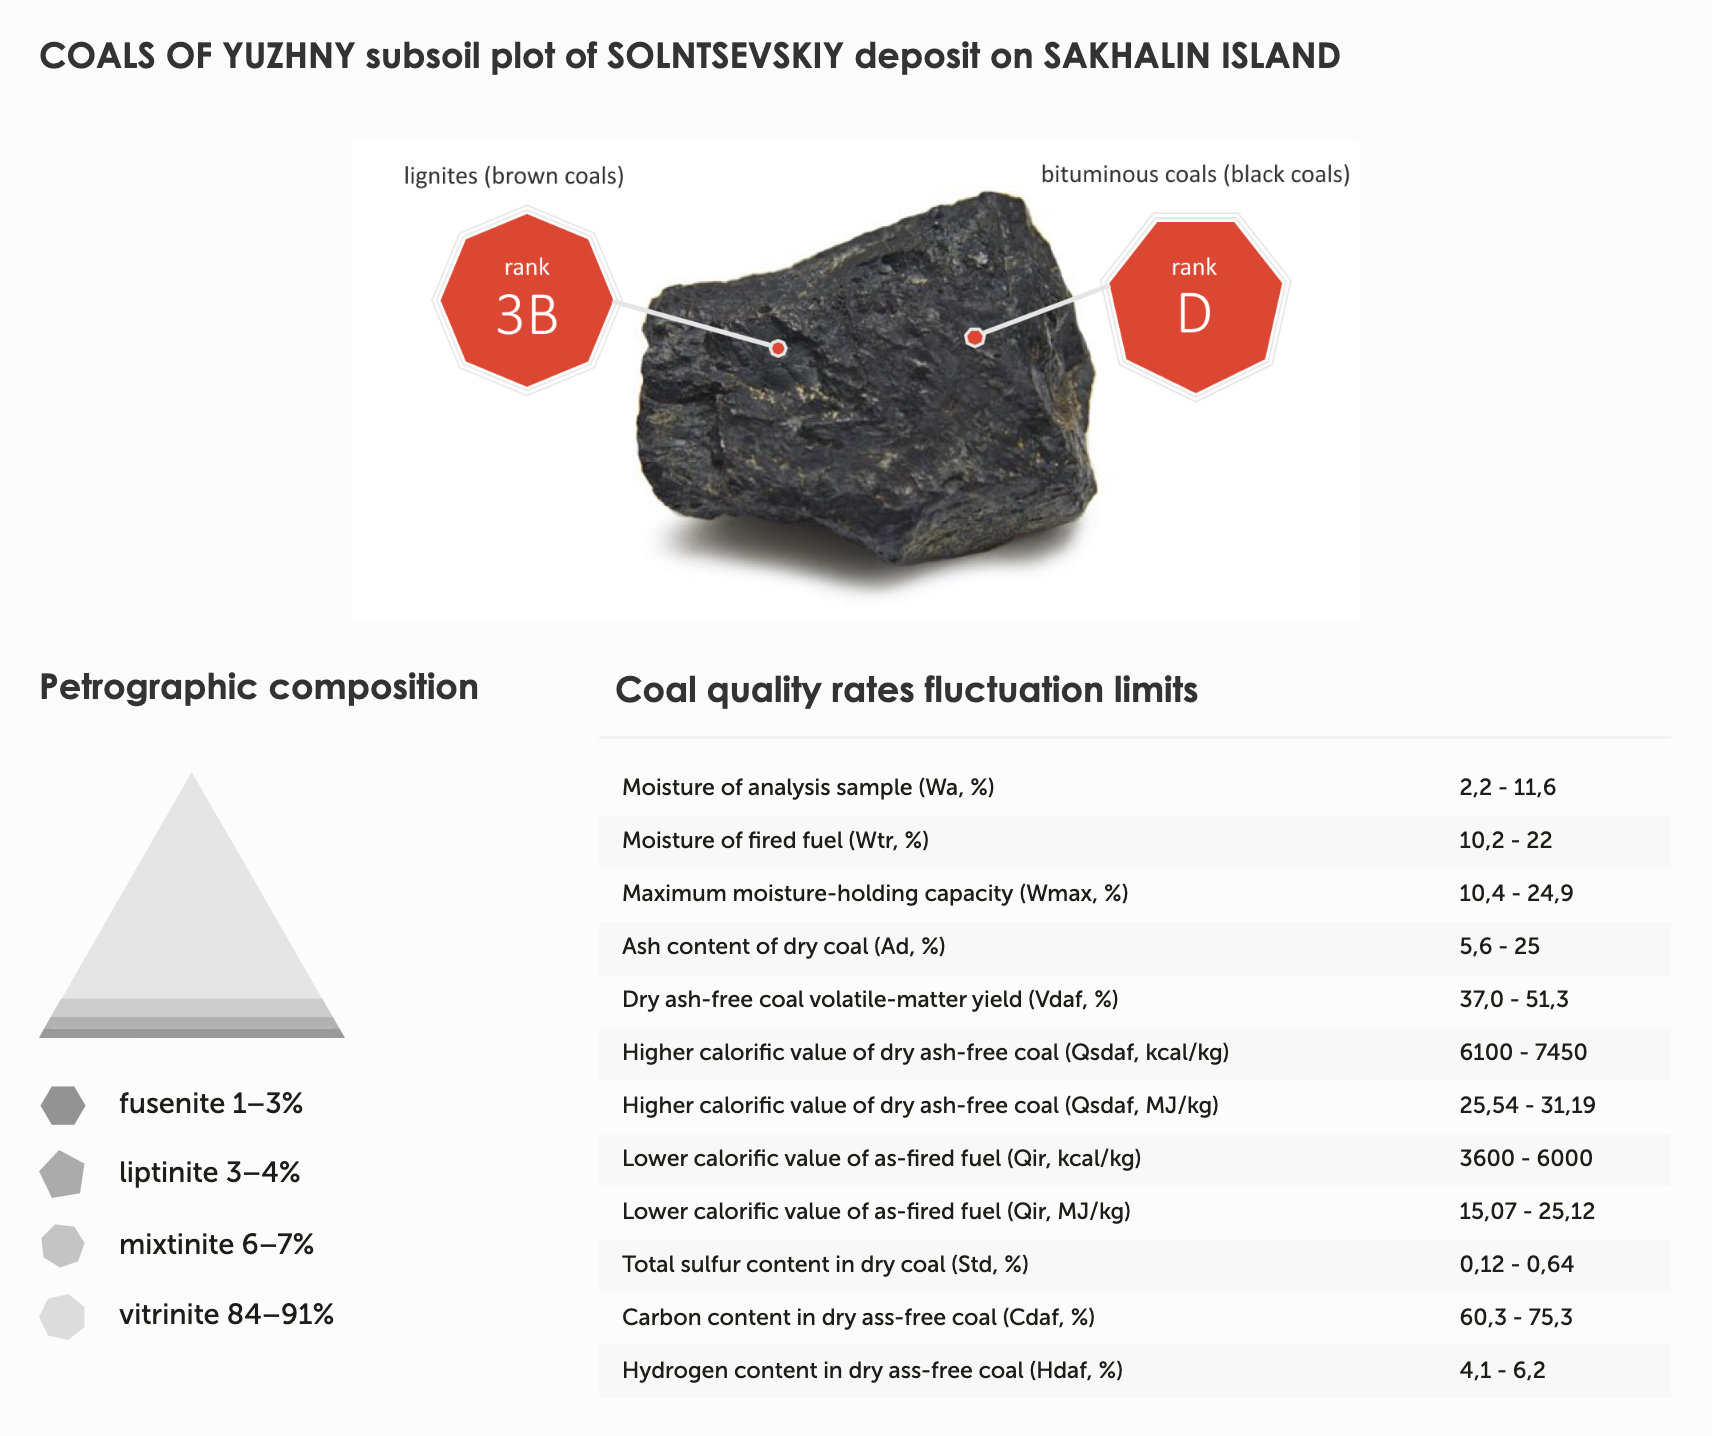 COALS OF YUZHNY subsoil plot of SOLNTSEVSKIY deposit on SAKHALIN ISLAND
lignites (brown coals)
bituminous coals (black coals)
rank
3B
rank
D
Petrographic composition
fusenite 1–3%
liptinite 3–4%
mixtinite 6–7%
vitrinite 84–91%
Coal quality rates fluctuation limits
Moisture of analysis sample (Wa, %) 2,2 - 11,6
Moisture of fired fuel (Wtr, %) 10,2 - 22
Maximum moisture-holding capacity (Wmax, %) 10,4 - 24,9
Ash content of dry coal (Ad, %) 5,6 - 25
Dry ash-free coal volatile-matter yield (Vdaf, %) 37,0 - 51,3
Higher calorific value of dry ash-free coal (Qsdaf, kcal/kg) 6100 - 7450
Higher calorific value of dry ash-free coal (Qsdaf, MJ/kg) 25,54 - 31,19
Lower calorific value of as-fired fuel (Qir, kcal/kg) 3600 - 6000
Lower calorific value of as-fired fuel (Qir, MJ/kg) 15,07 - 25,12
Total sulfur content in dry coal (Std, %) 0,12 - 0,64
Carbon content in dry ass-free coal (Cdaf, %) 60,3 - 75,3
Hydrogen content in dry ass-free coal (Hdaf, %) 4,1 - 6,2